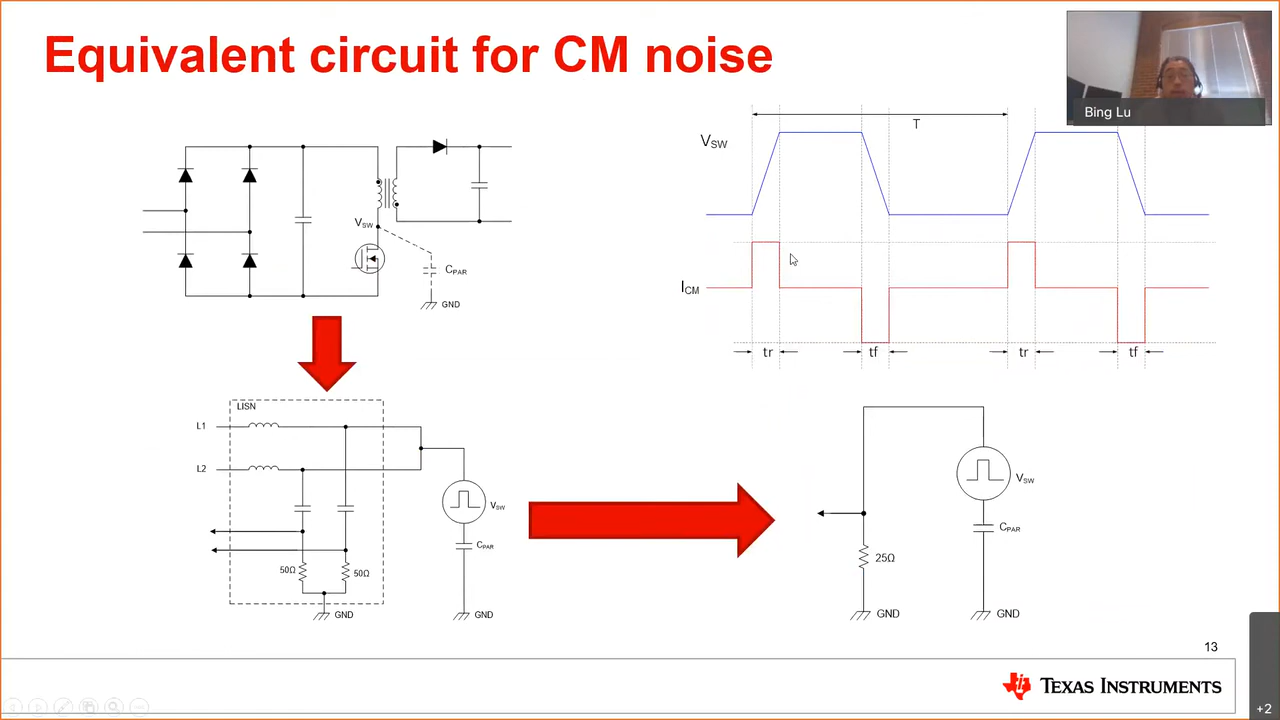 Equivalent circuit for CM noise
Bing Lu
T
VSW
VSW
CPAR
GND
ICM
tr
tf
tr
tf
LISN
L1
L2
VSW
CPAR
50Ω
50Ω
GND
GND
VSW
CPAR
25Ω
GND
GND
13
TEXAS INSTRUMENTS
+2